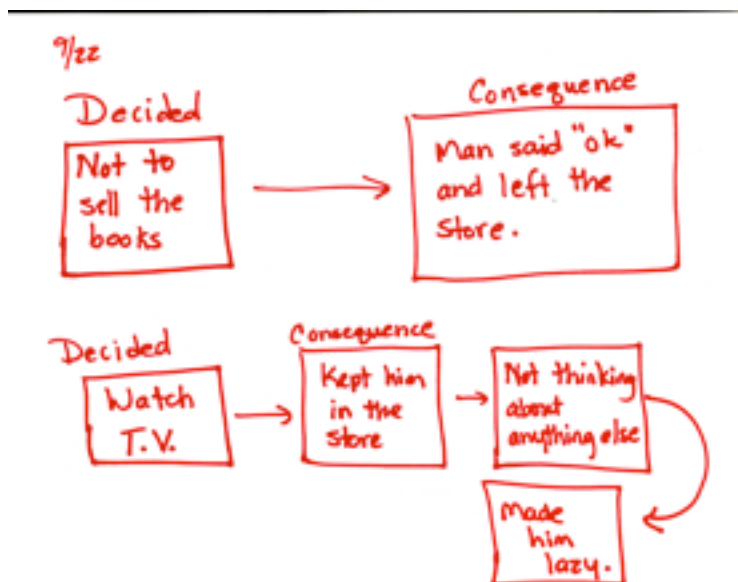 9/22
Decided
Not to
sell the
books
Consequence
Man said "ok"
and left the
store.
Decided
Watch
T.V.
Consequence
Kept him
in the
store
Not thinking
about
anything else
Made
him
lazy.